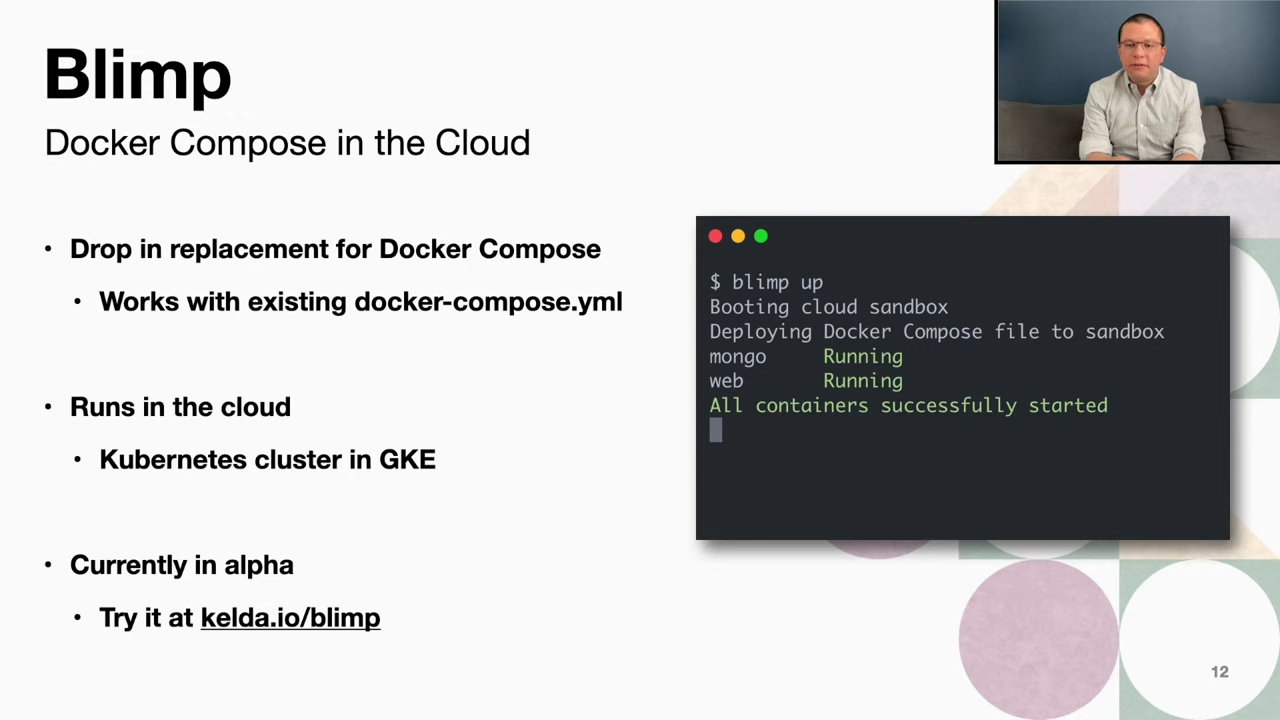 Blimp
Docker Compose in the Cloud
• Drop in replacement for Docker Compose
• Works with existing docker-compose.yml
• Runs in the cloud
• Kubernetes cluster in GKE
• Currently in alpha
• Try it at kelda.io/blimp
$ blimp up
Booting cloud sandbox
Deploying Docker Compose file to sandbox
mongo Running
web Running
All containers successfully started
12